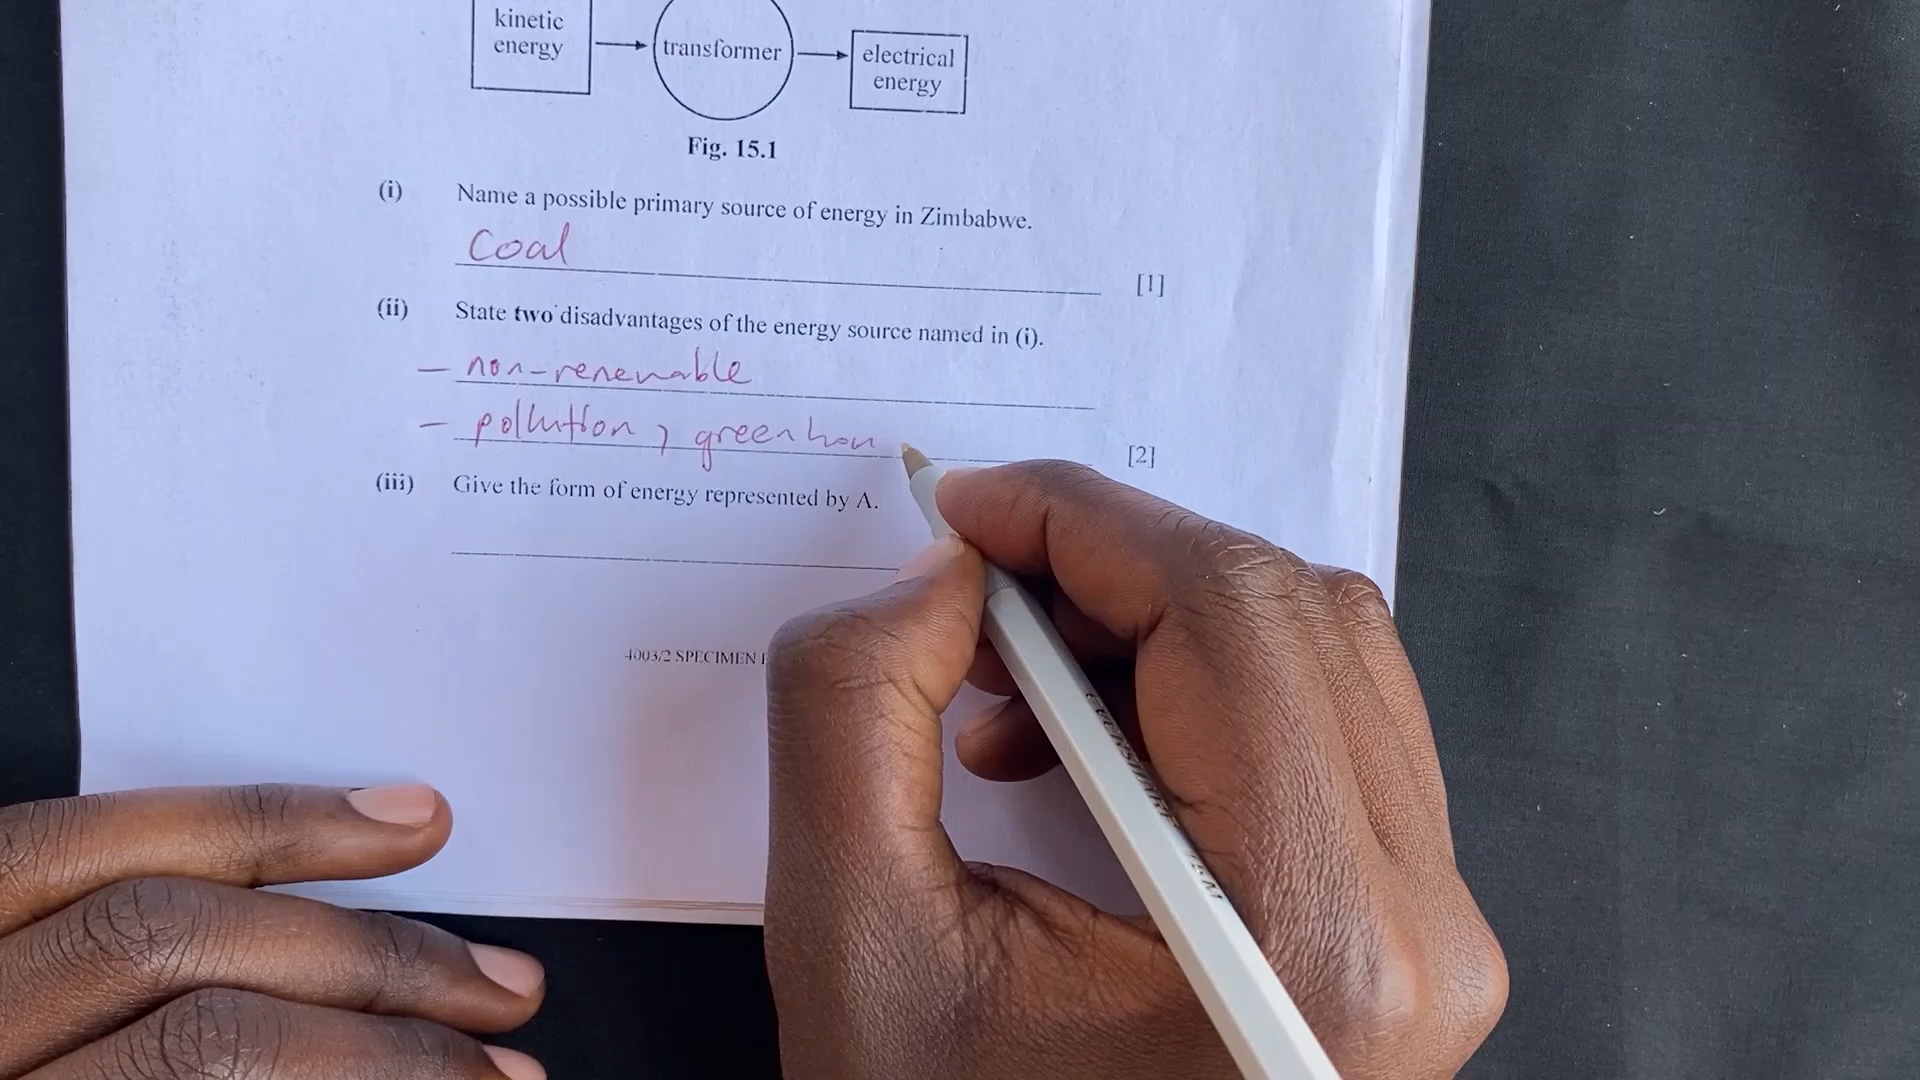 kinetic
energy
transformer
electrical
energy
Fig. 15.1
(i) Name a possible primary source of energy in Zimbabwe.
Coal
[1]
(ii) State two disadvantages of the energy source named in (i).
- non-renewable
- pollution, greenhou
[2]
(iii) Give the form of energy represented by A.
4003/2 SPECIMEN